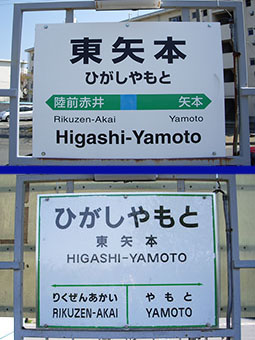 東矢本
ひがしやもと
陸前赤井 矢本
Rikuzen-Akai Yamoto
Higashi-Yamoto
ひがしやもと
東矢本
HIGASHI-YAMOTO
りくぜんあかい やもと
RIKUZEN-AKAI YAMOTO